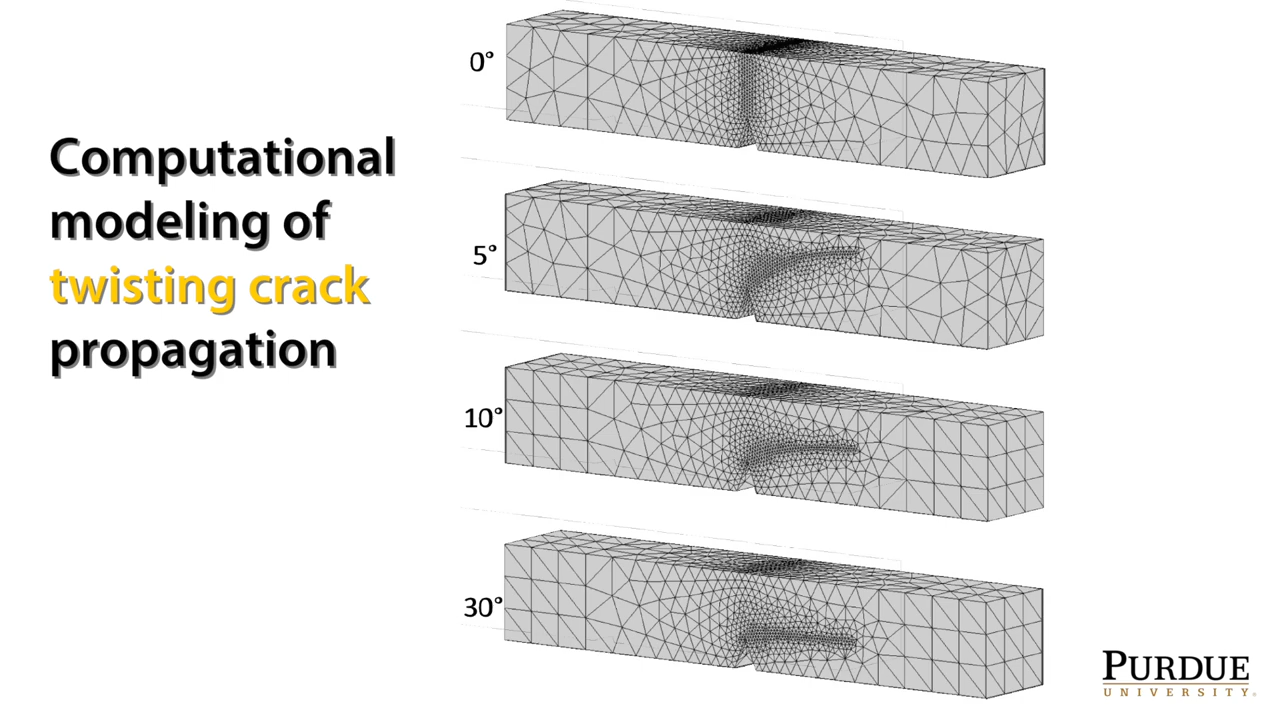 Computational
modeling of
twisting crack
propagation
0°
5°
10°
30°
PURDUE
UNIVERSITY